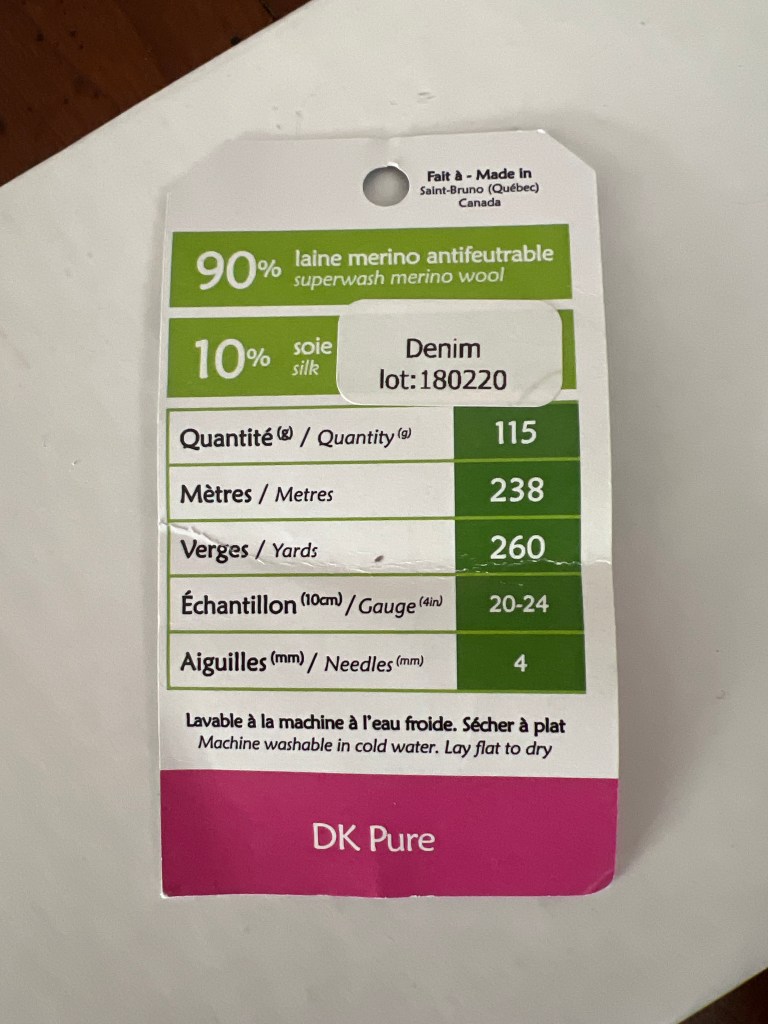 Fait à - Made in
Saint-Bruno (Québec)
Canada
90% laine merino antifeutrable
superwash merino wool
10% soie
silk
Denim
lot:180220
Quantité (g) / Quantity (g) 115
Mètres / Metres 238
Verges / Yards 260
Échantillon (10cm) / Gauge (4in) 20-24
Aiguilles (mm) / Needles (mm) 4
Lavable à la machine à l'eau froide. Sécher à plat
Machine washable in cold water. Lay flat to dry
DK Pure